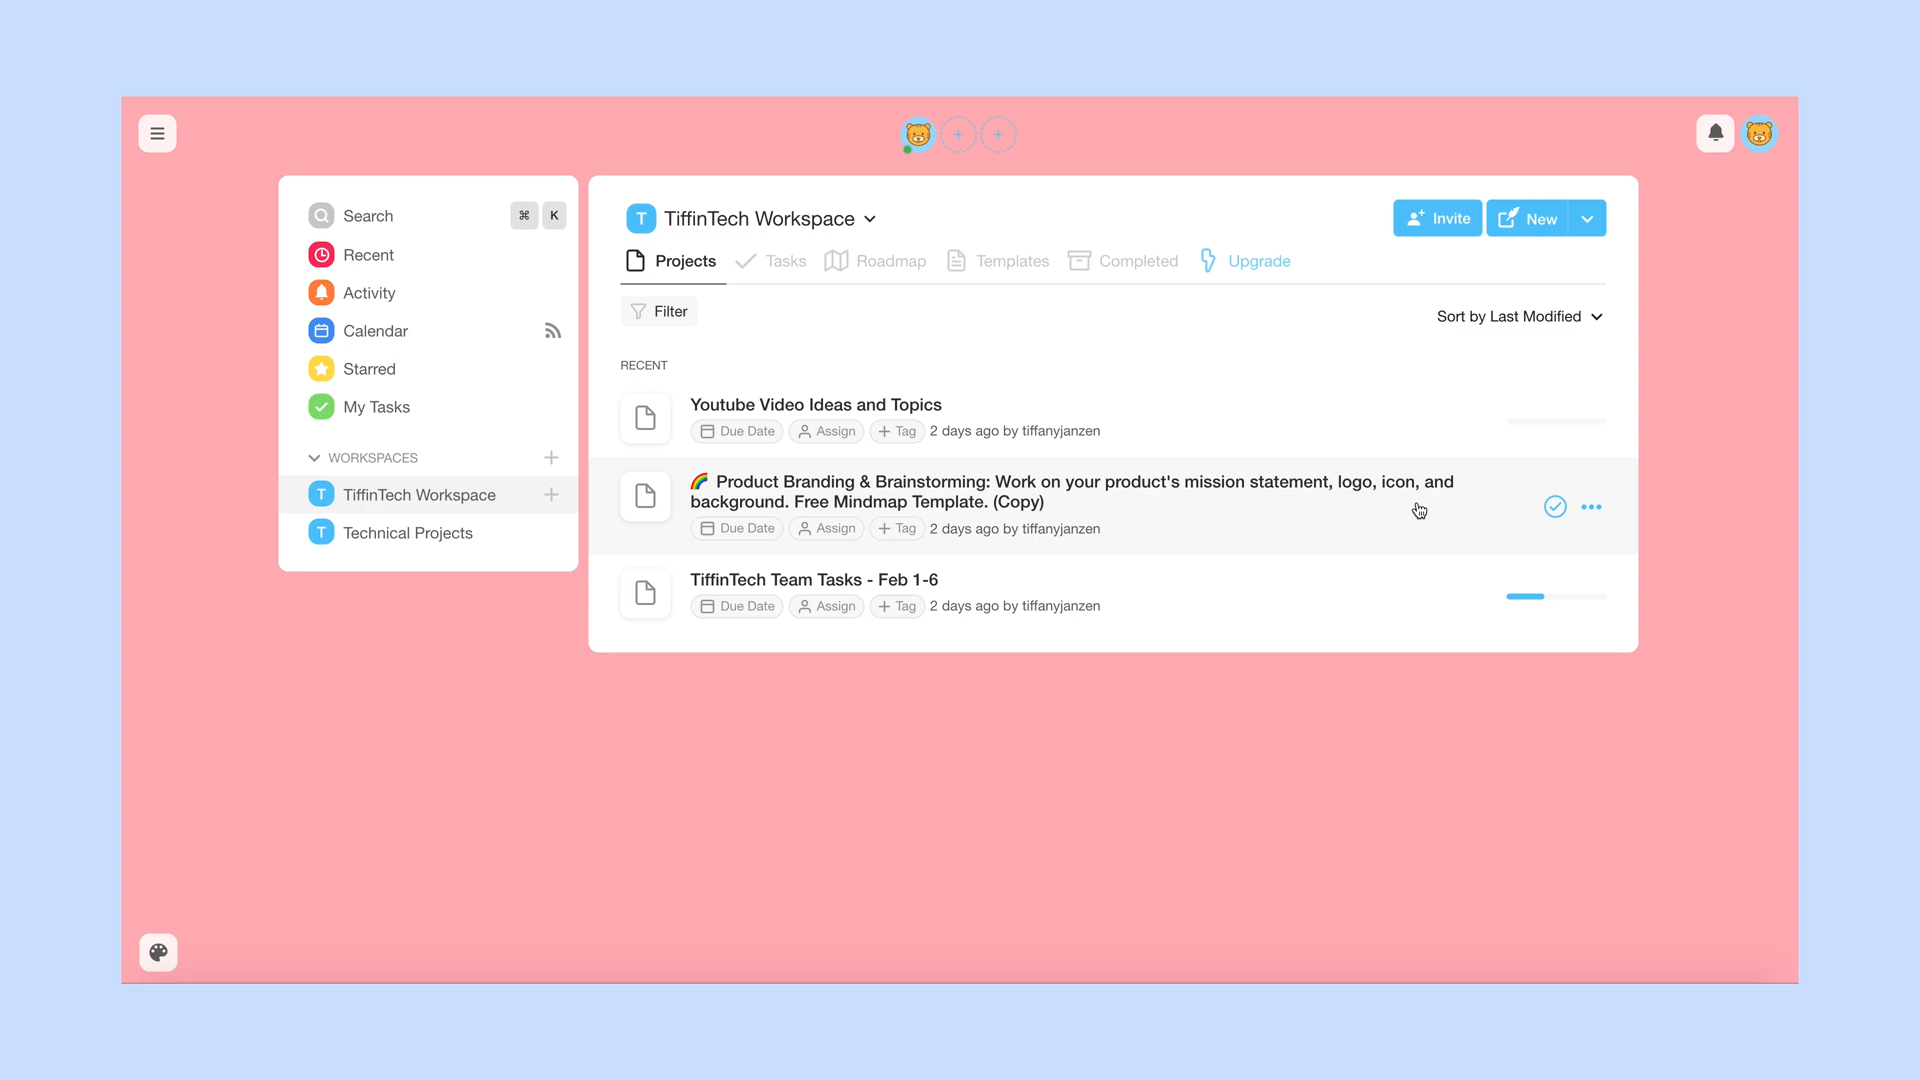 Search ⌘ K
Recent
Activity
Calendar
Starred
My Tasks
WORKSPACES
T TiffinTech Workspace
T Technical Projects
T TiffinTech Workspace
Invite
New
Projects
Tasks
Roadmap
Templates
Completed
Upgrade
Filter
Sort by Last Modified
RECENT
Youtube Video Ideas and Topics
Due Date Assign + Tag 2 days ago by tiffanyjanzen
🌈 Product Branding & Brainstorming: Work on your product's mission statement, logo, icon, and
background. Free Mindmap Template. (Copy)
Due Date Assign + Tag 2 days ago by tiffanyjanzen
TiffinTech Team Tasks - Feb 1-6
Due Date Assign + Tag 2 days ago by tiffanyjanzen